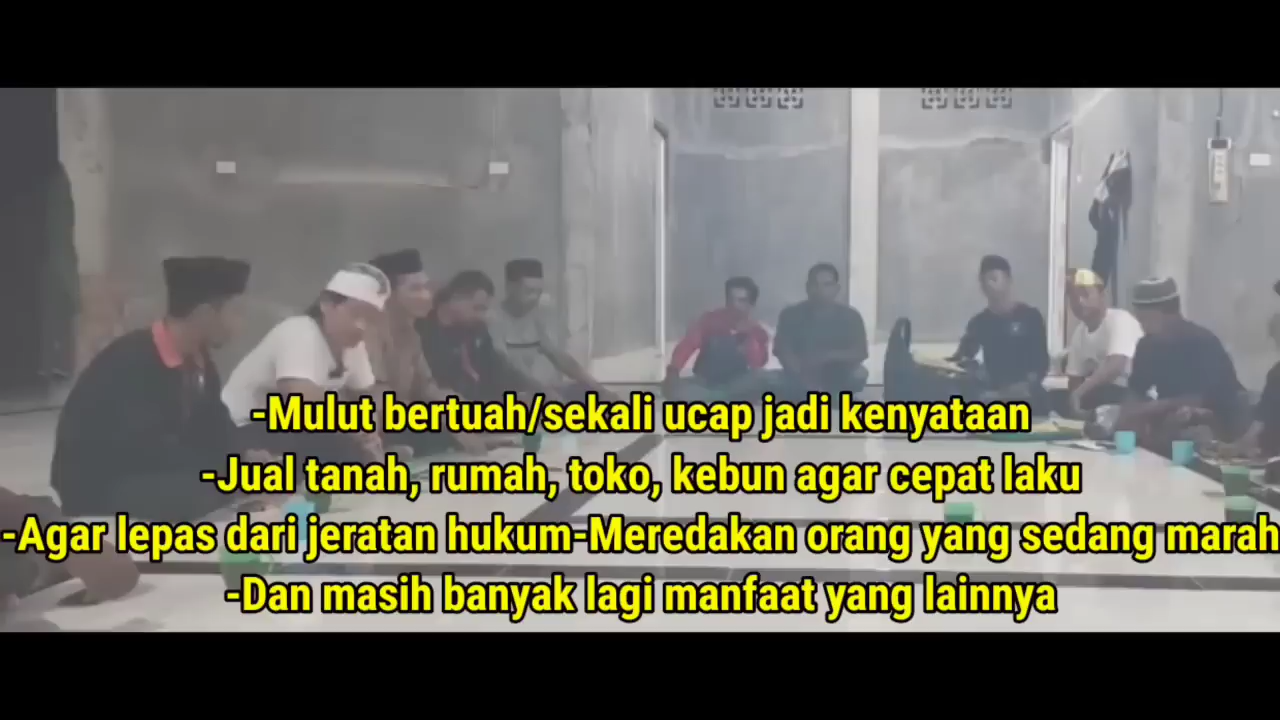 -Mulut bertuah/sekali ucap jadi kenyataan
-Jual tanah, rumah, toko, kebun agar cepat laku
-Agar lepas dari jeratan hukum-Meredakan orang yang sedang marah
-Dan masih banyak lagi manfaat yang lainnya